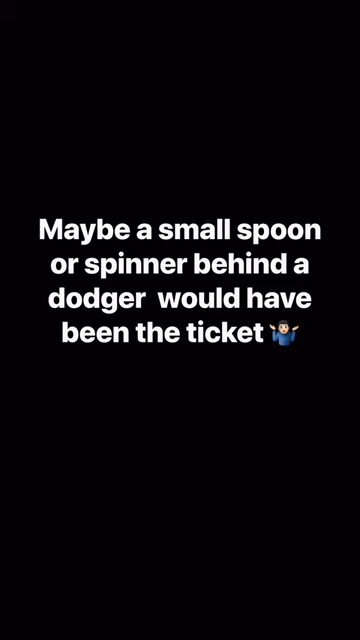 Maybe a small spoon
or spinner behind a
dodger  would have
been the ticket 🤷🏻‍♂️